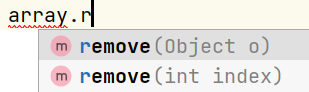 array.r
m remove(Object o)
m remove(int index)